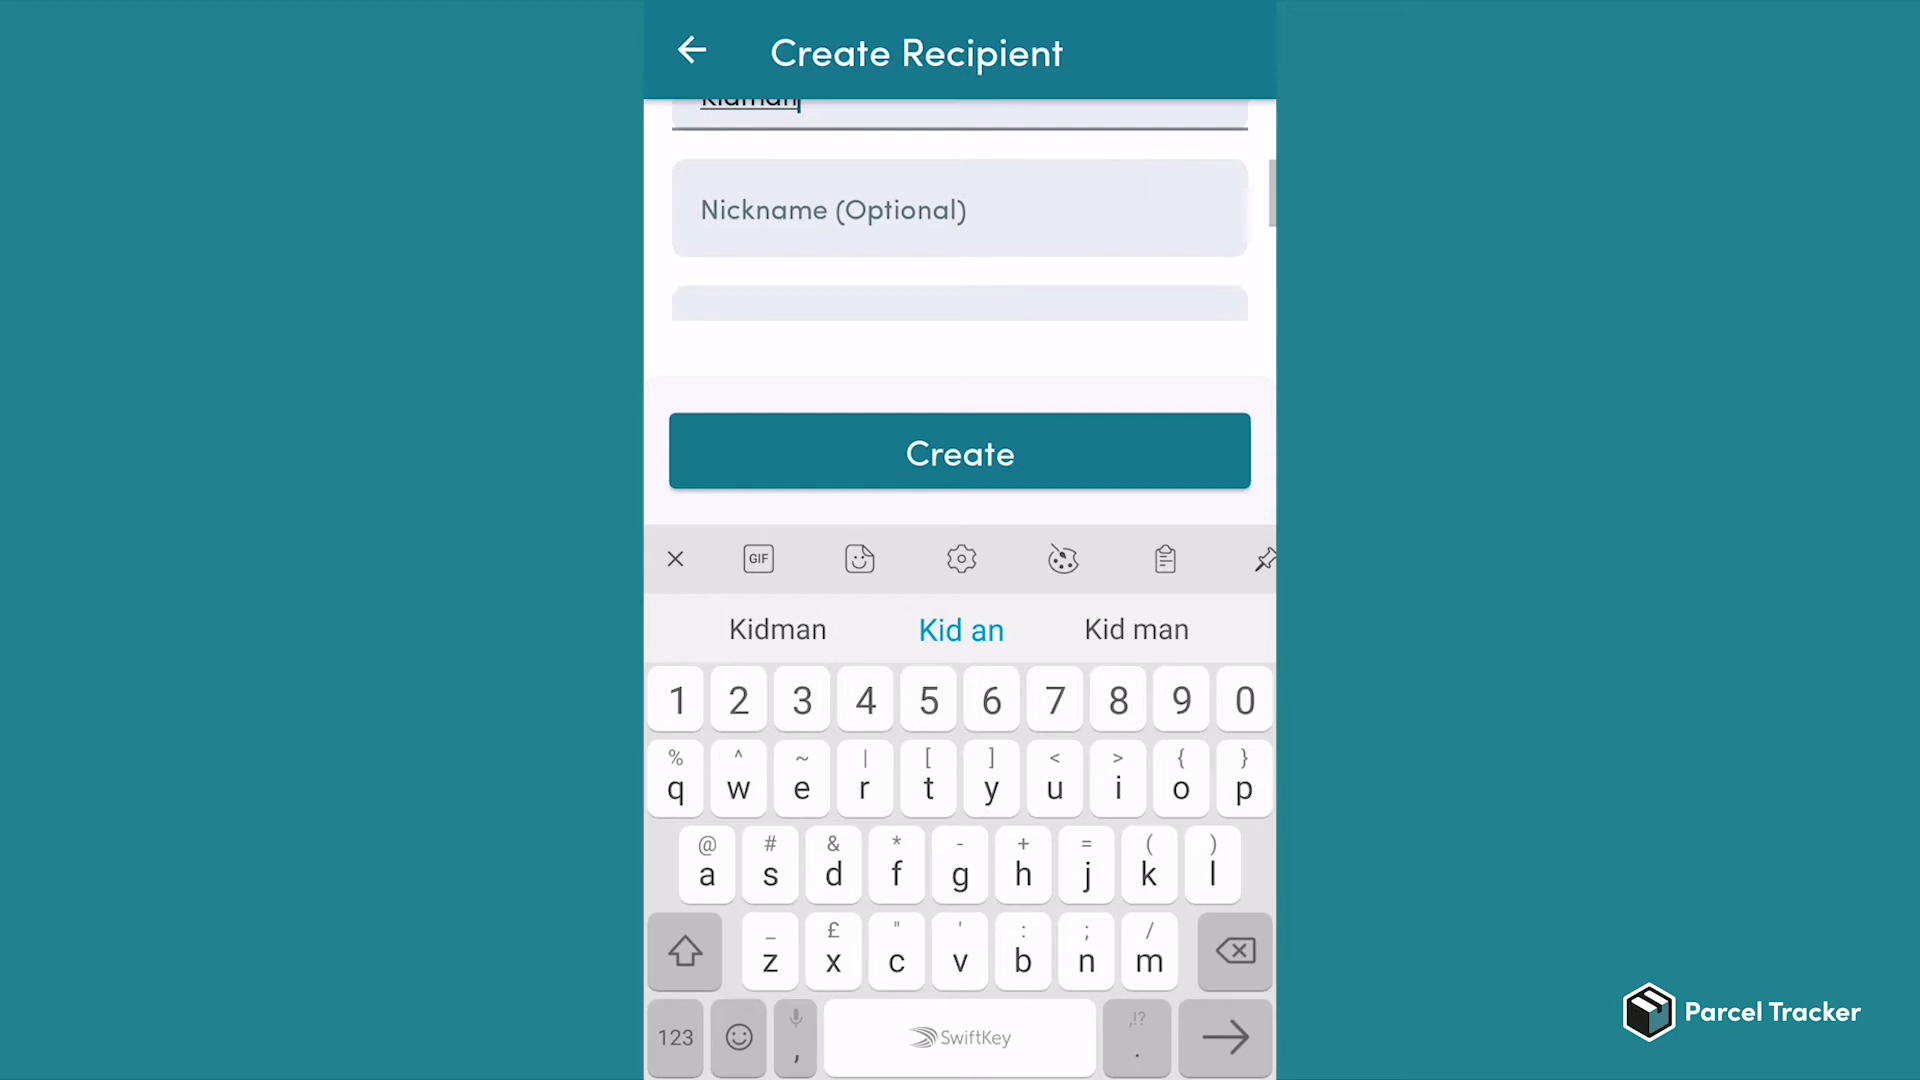 Create Recipient
Kidman
Nickname (Optional)
Create
GIF
Kidman Kid an Kid man
1 2 3 4 5 6 7 8 9 0
% ^ ~ | [ ] < > { }
q w e r t y u i o p
@ # & * - + = ( )
a s d f g h j k l
_ £ " ' : ; /
z x c v b n m
123 , SwiftKey ,!? .
Parcel Tracker